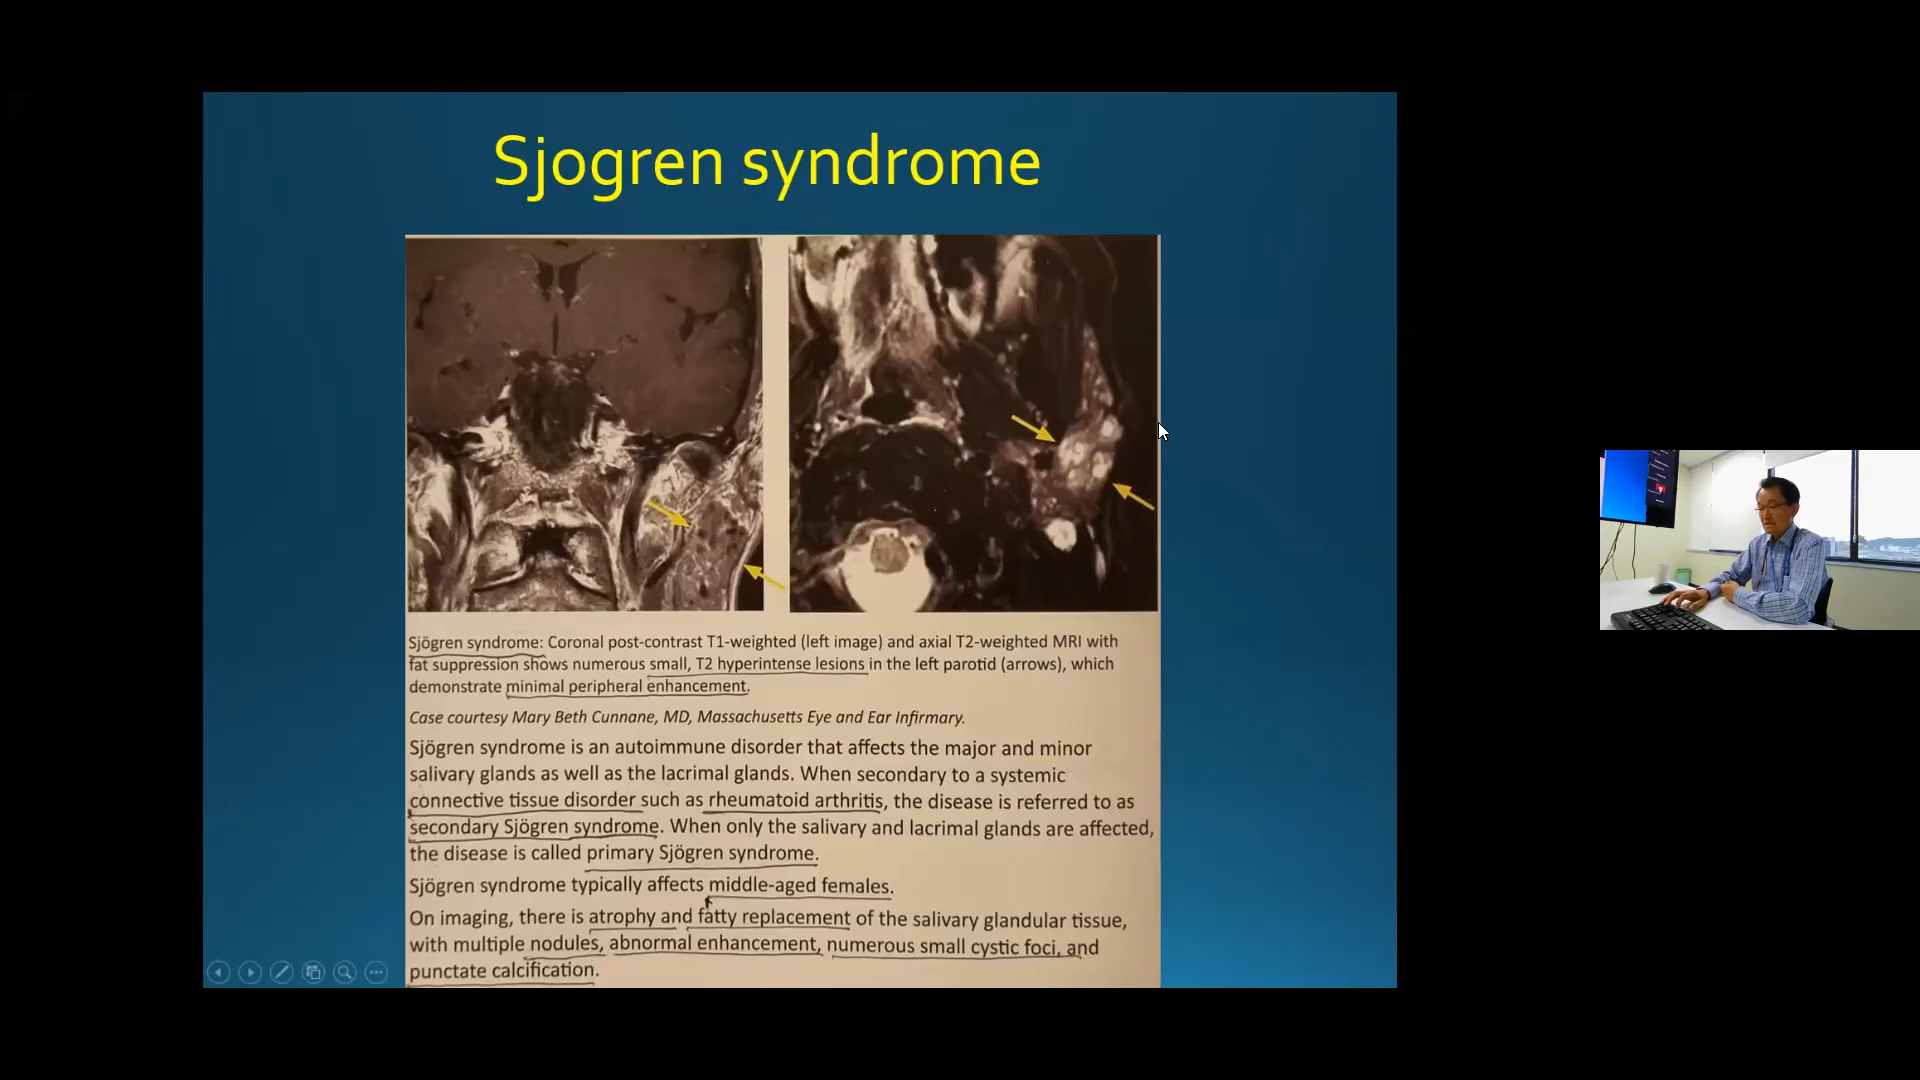 Sjogren syndrome
Sjögren syndrome: Coronal post-contrast T1-weighted (left image) and axial T2-weighted MRI with
fat suppression shows numerous small, T2 hyperintense lesions in the left parotid (arrows), which
demonstrate minimal peripheral enhancement.
Case courtesy Mary Beth Cunnane, MD, Massachusetts Eye and Ear Infirmary.
Sjögren syndrome is an autoimmune disorder that affects the major and minor
salivary glands as well as the lacrimal glands. When secondary to a systemic
connective tissue disorder such as rheumatoid arthritis, the disease is referred to as
secondary Sjögren syndrome. When only the salivary and lacrimal glands are affected,
the disease is called primary Sjögren syndrome.
Sjögren syndrome typically affects middle-aged females.
On imaging, there is atrophy and fatty replacement of the salivary glandular tissue,
with multiple nodules, abnormal enhancement, numerous small cystic foci, and
punctate calcification.